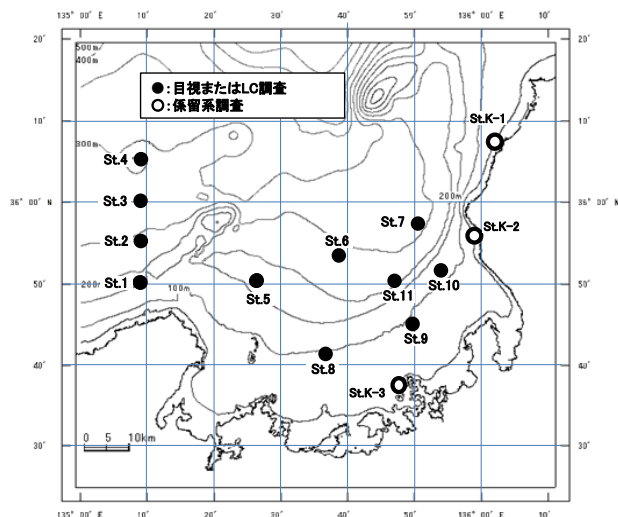 135° 00′ E 10′ 20′ 30′ 40′ 50′ 136° 00′ E 10′
20′ 500m 20′
400m
●:目視またはLC調査
○:係留系調査
10′ St.K-1 10′
300m St.4
36° 00′ N St.3 200m 36° 00′ N
St.7 St.K-2
St.2 St.6
50′ 200m St.1 100m St.5 St.11 St.10 50′
St.9
40′ St.8 40′
St.K-3
0 5 10km
30′ 30′
135° 00′ E 10′ 20′ 30′ 40′ 50′ 136° 00′ E 10′